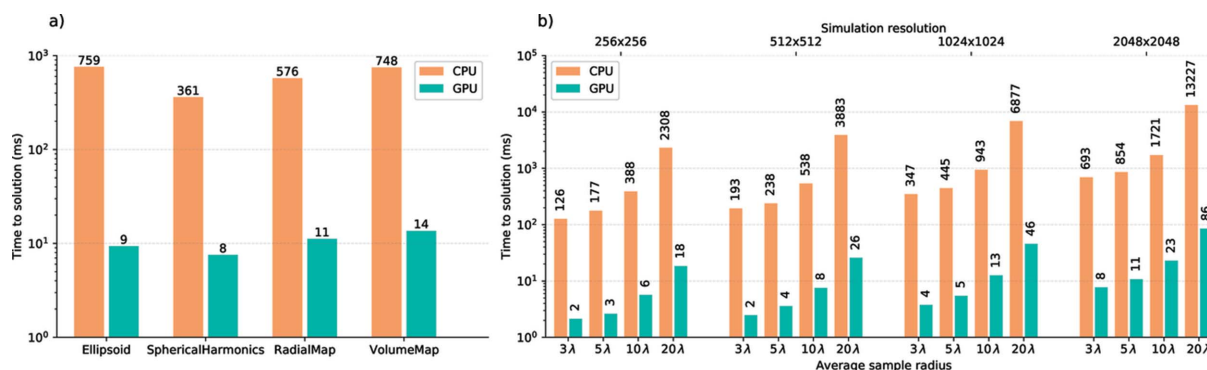 a)
10³
10²
10¹
10⁰
Time to solution (ms)
CPU
GPU
759
361
576
748
9
8
11
14
Ellipsoid
SphericalHarmonics
RadialMap
VolumeMap
b)
Simulation resolution
256x256
512x512
1024x1024
2048x2048
10⁵
10⁴
10³
10²
10¹
10⁰
Time to solution (ms)
CPU
GPU
126
177
388
2308
2
3
6
18
193
238
538
3883
2
4
8
26
347
445
943
6877
4
5
13
46
693
854
1721
13227
8
11
23
86
3λ 5λ 10λ 20λ
3λ 5λ 10λ 20λ
3λ 5λ 10λ 20λ
3λ 5λ 10λ 20λ
Average sample radius